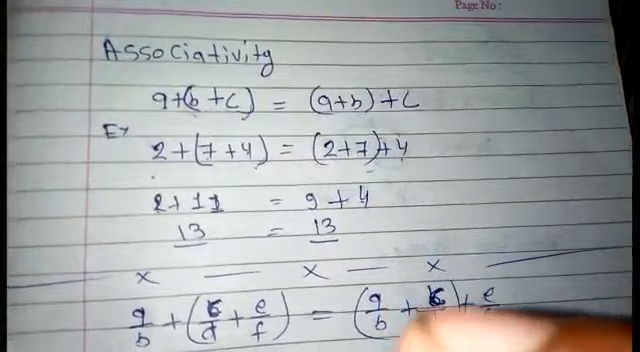 Page No:
Associativity
a+(b+c) = (a+b)+c
Ex
2+(7+4) = (2+7)+4
2+11 = 9+4
13 = 13
x — x — x
a/b + (c/d + e/f) = (a/b + c